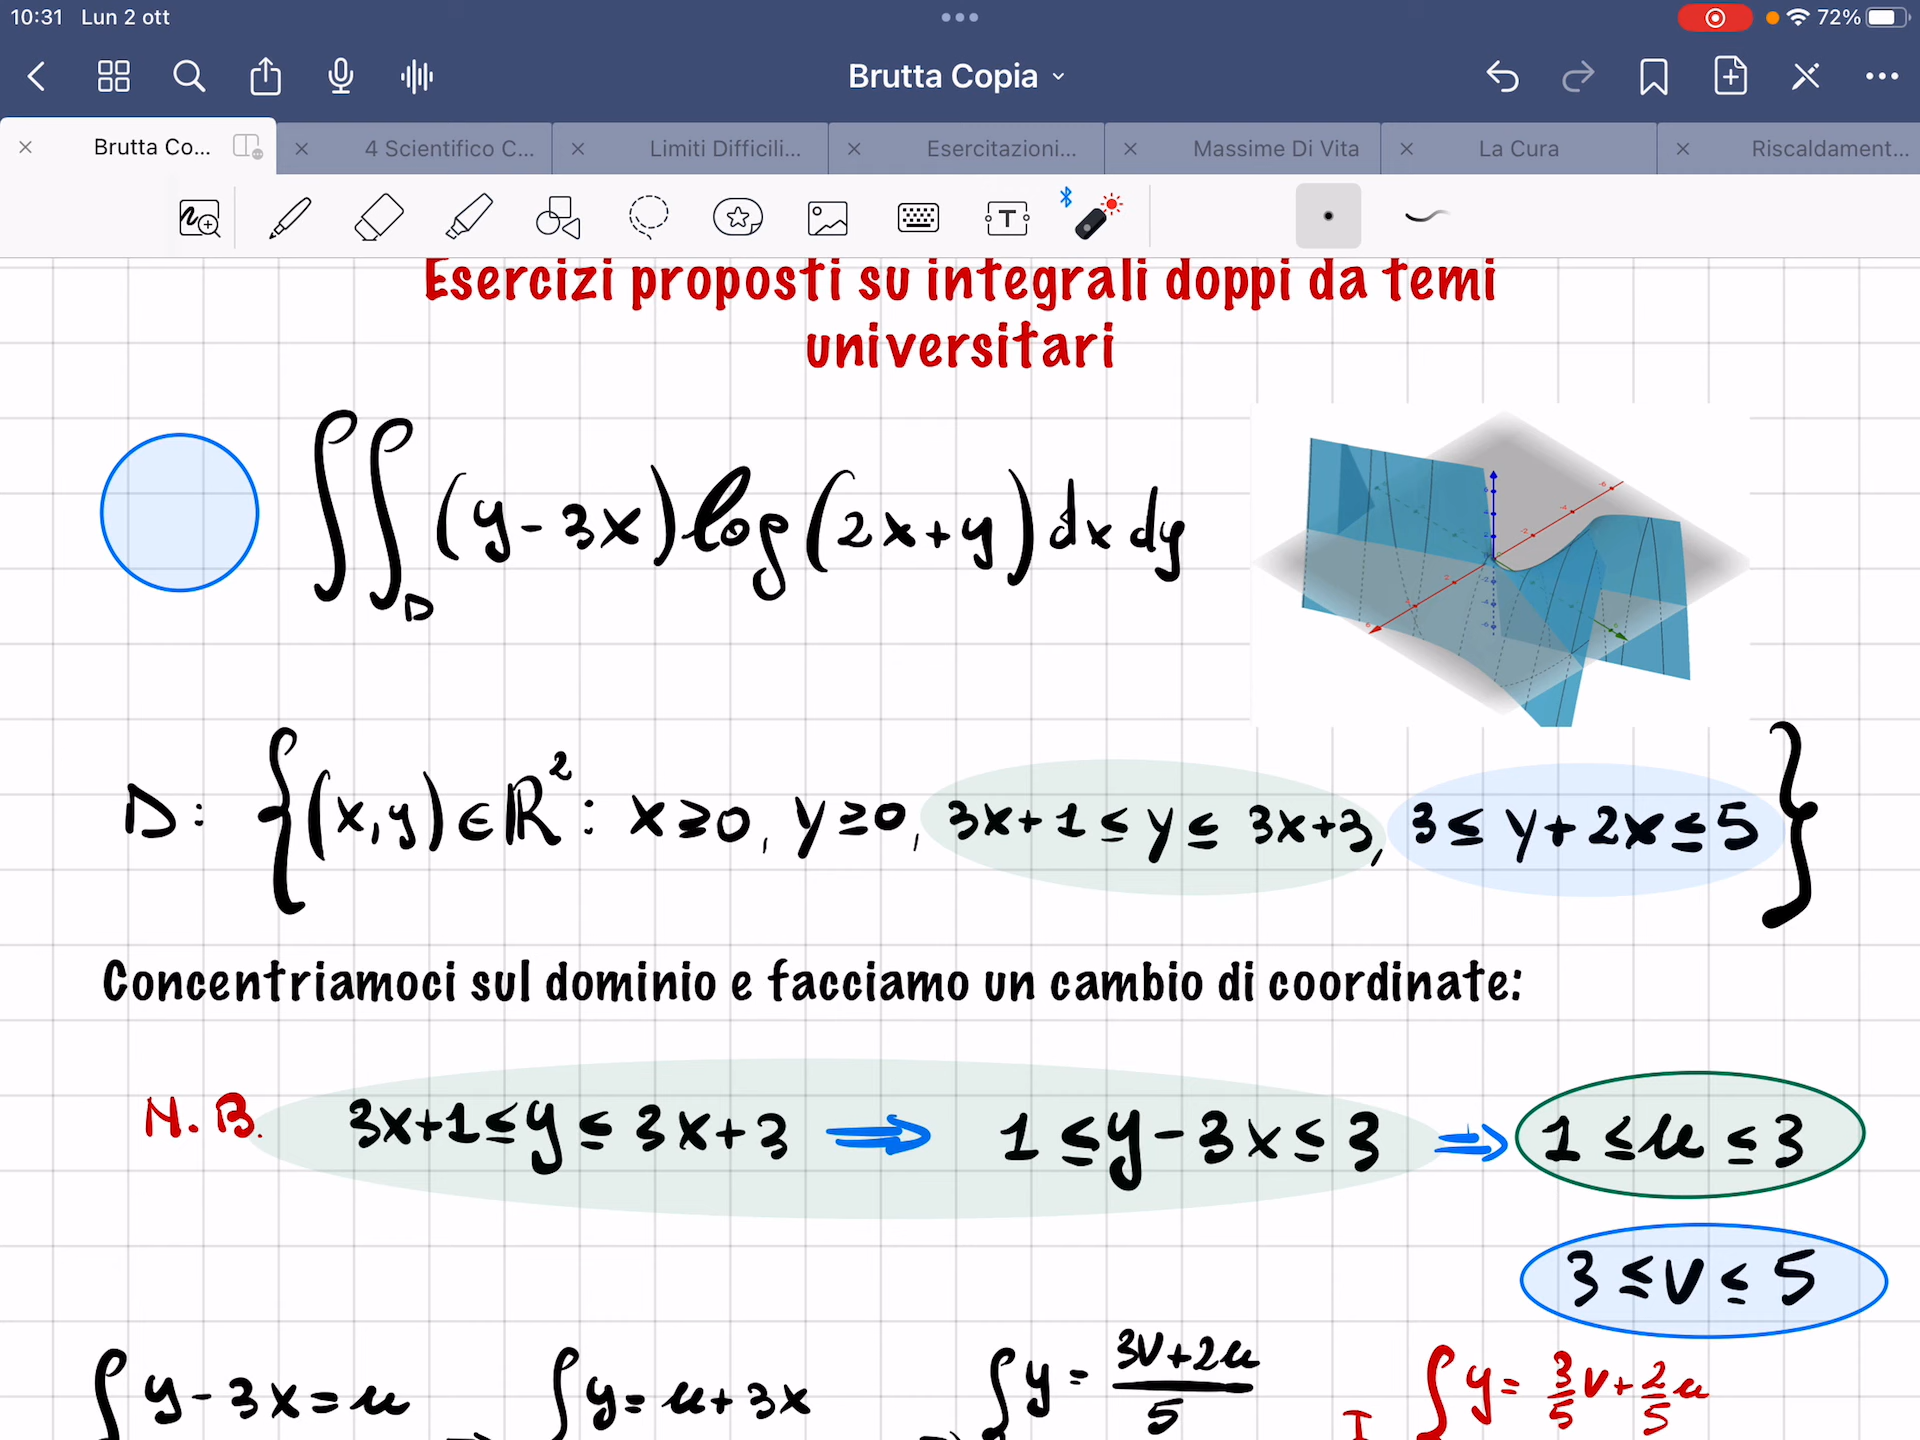 10:31 Lun 2 ott
72%
Brutta Copia
Brutta Co...
4 Scientifico C...
Limiti Difficili...
Esercitazioni...
Massime Di Vita
La Cura
Riscaldament...
Esercizi proposti su integrali doppi da temi
universitari
∬_D (y-3x) log(2x+y) dx dy
D: {(x,y) ∈ ℝ²: x≥0, y≥0, 3x+1 ≤ y ≤ 3x+3, 3 ≤ y+2x ≤ 5}
Concentriamoci sul dominio e facciamo un cambio di coordinate:
N.B. 3x+1 ≤ y ≤ 3x+3 ⇒ 1 ≤ y-3x ≤ 3 ⇒ 1 ≤ u ≤ 3
3 ≤ v ≤ 5
{ y-3x=u { y=u+3x { y= (3v+2u)/5 { y= 3/5 v+ 2/5 u